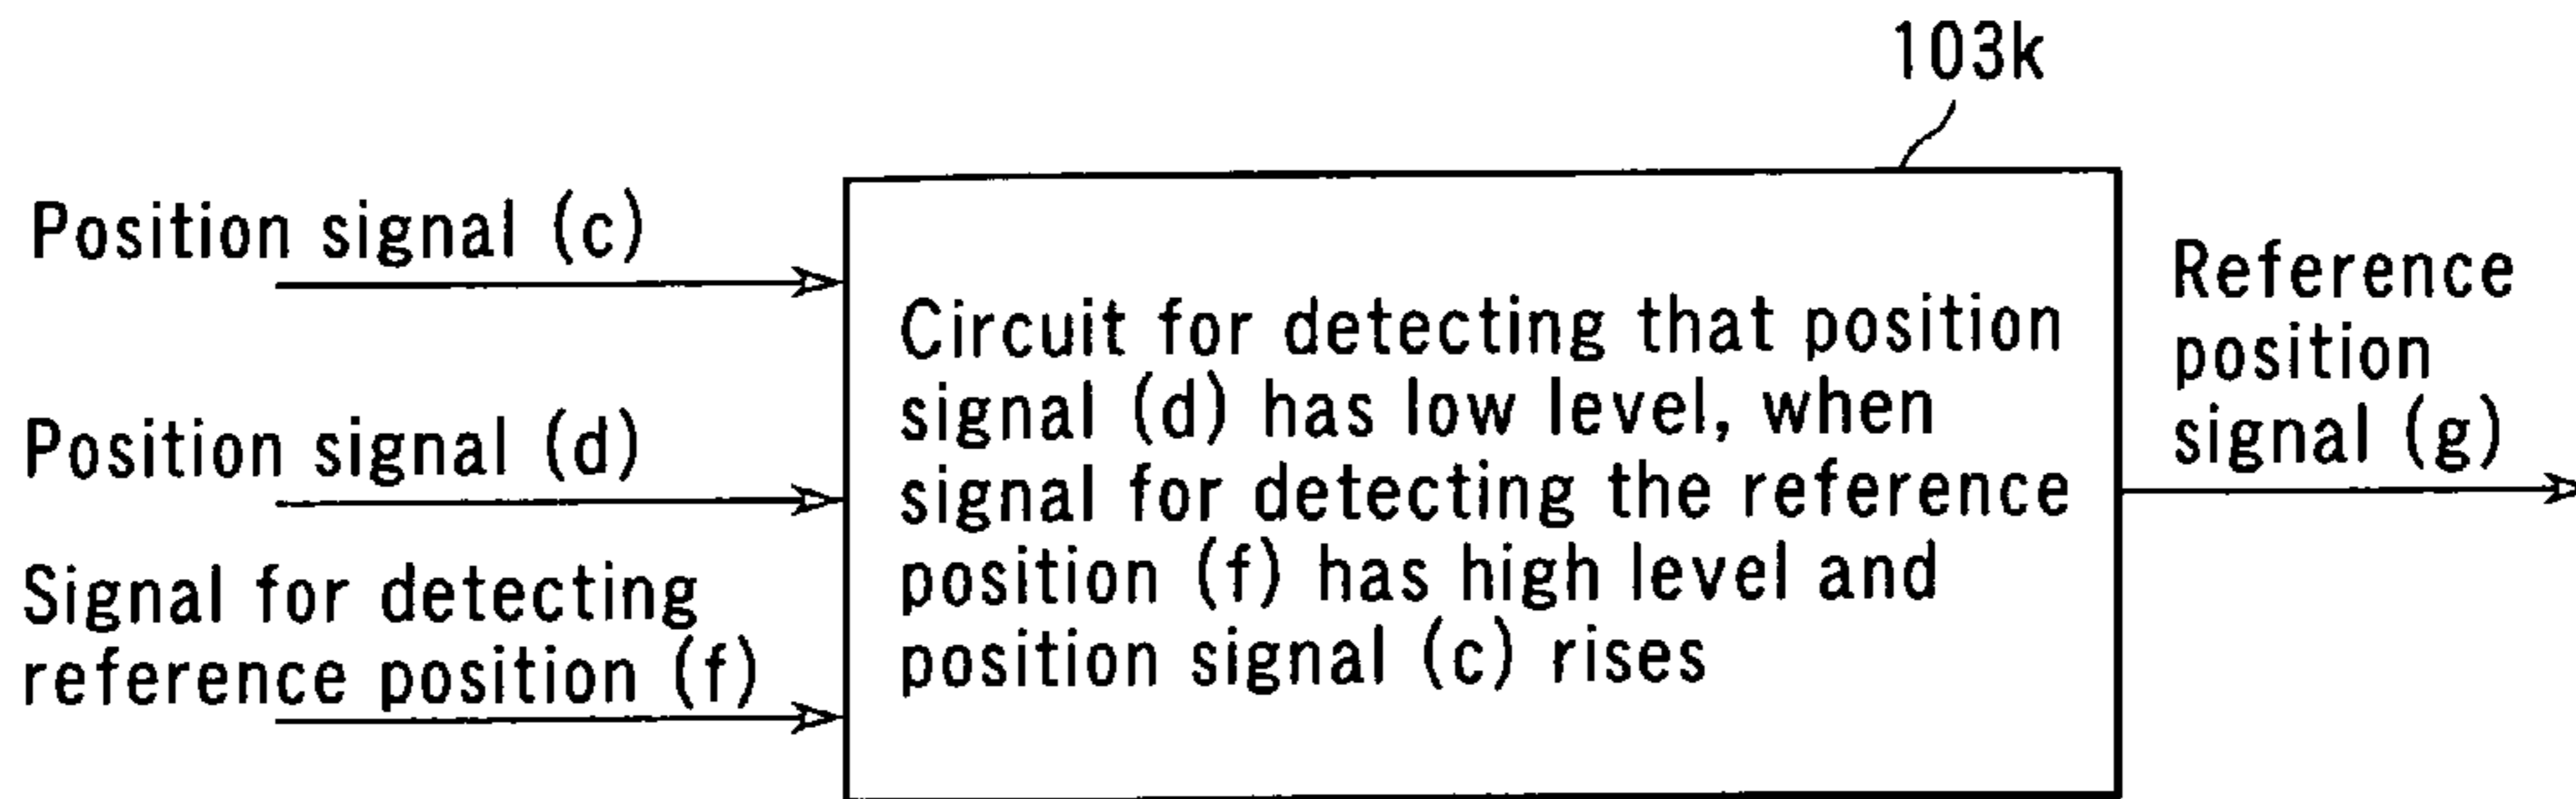 103k
Position signal (c)
Position signal (d)
Signal for detecting
reference position (f)
Circuit for detecting that position
signal (d) has low level, when
signal for detecting the reference
position (f) has high level and
position signal (c) rises
Reference
position
signal (g)